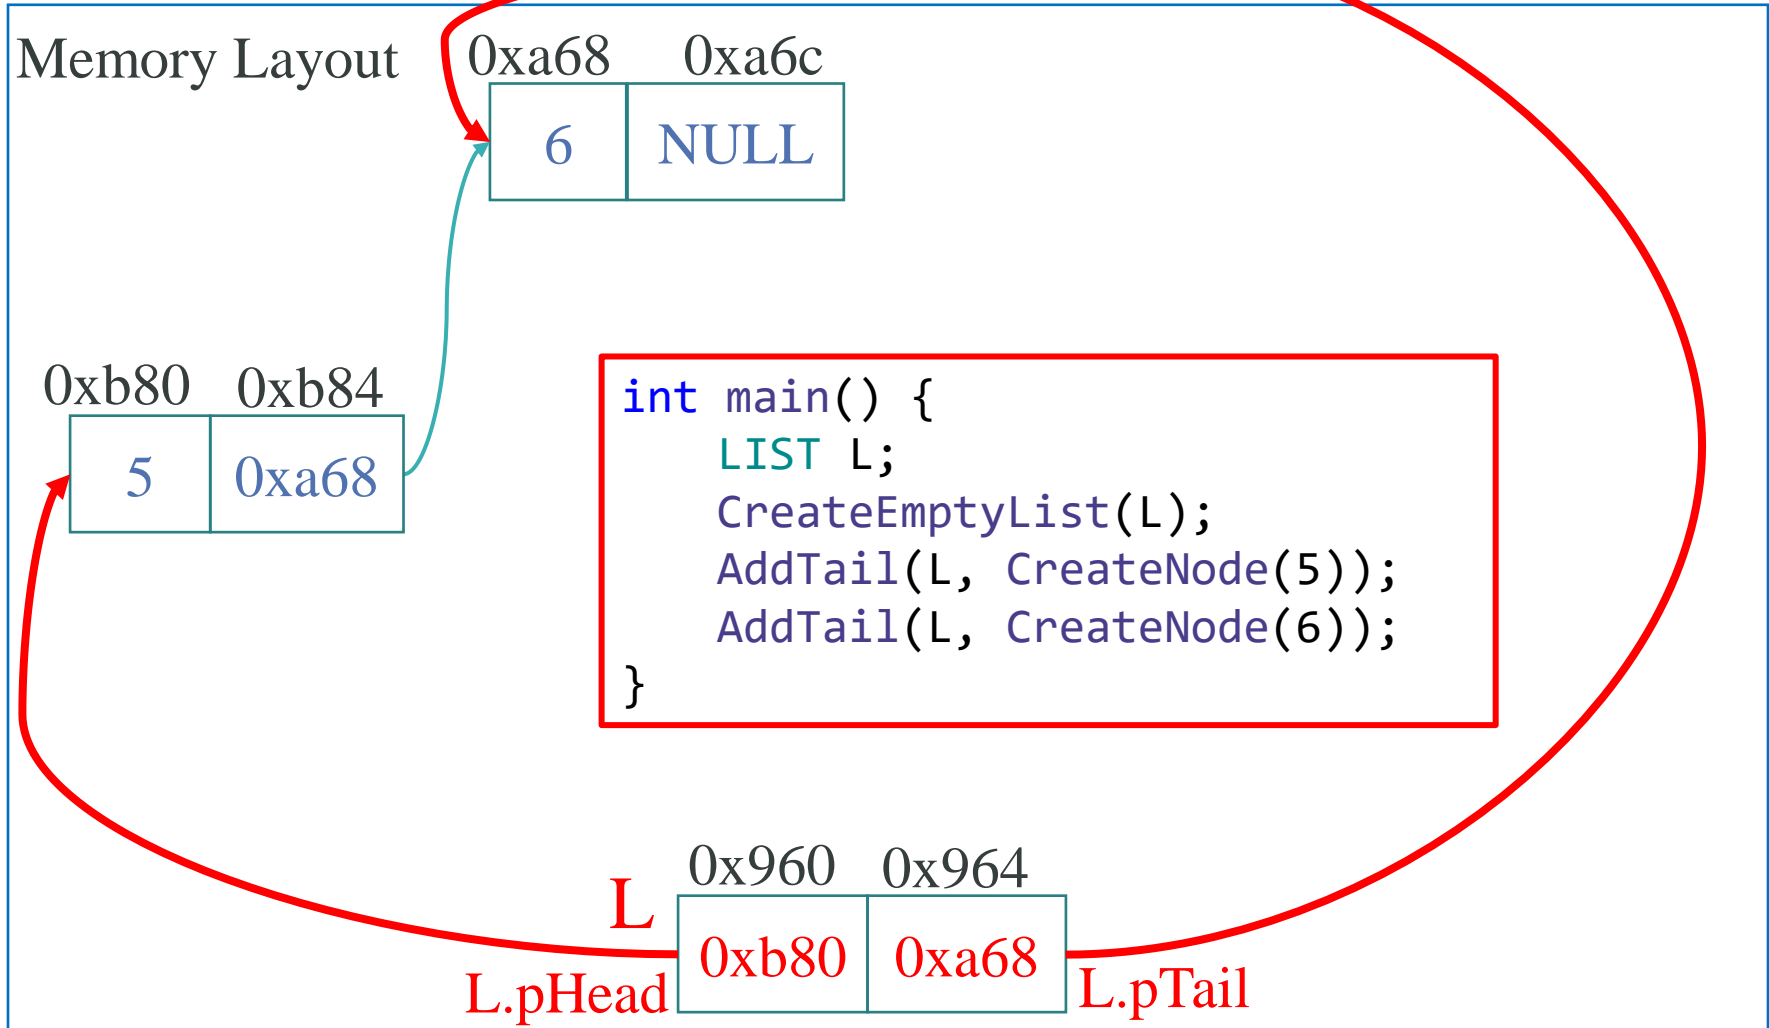 Memory Layout
0xa68 0xa6c
6 NULL
0xb80 0xb84
5 0xa68
int main() {
    LIST L;
    CreateEmptyList(L);
    AddTail(L, CreateNode(5));
    AddTail(L, CreateNode(6));
}
0x960 0x964
L
0xb80 0xa68
L.pHead L.pTail